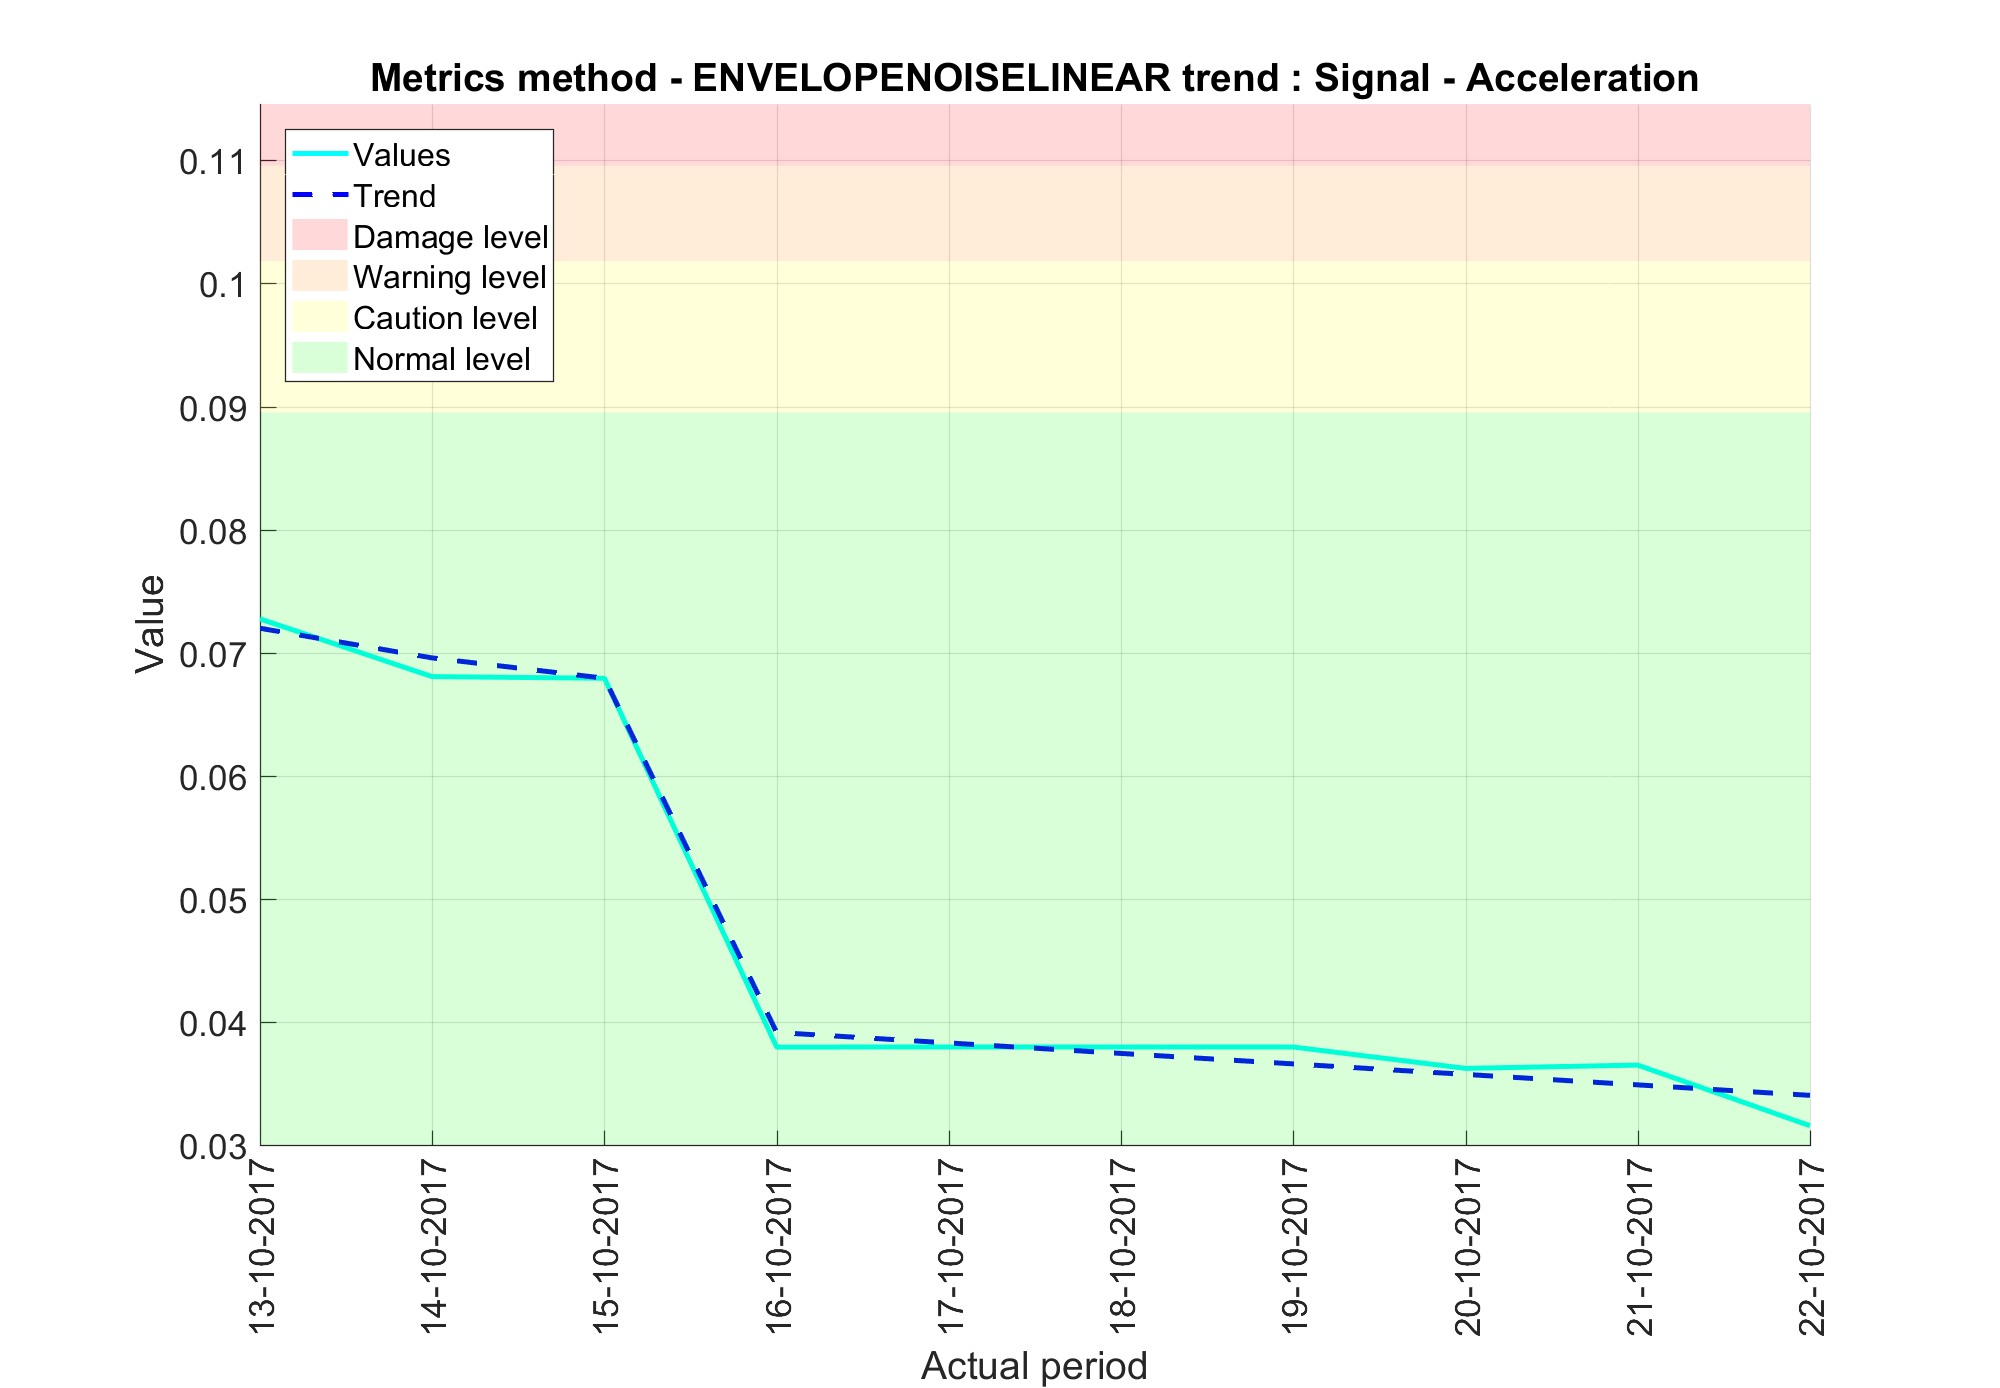 Metrics method - ENVELOPENOISELINEAR trend : Signal - Acceleration
Values
Trend
Damage level
Warning level
Caution level
Normal level
0.11
0.1
0.09
0.08
0.07
0.06
0.05
0.04
0.03
Value
13-10-2017
14-10-2017
15-10-2017
16-10-2017
17-10-2017
18-10-2017
19-10-2017
20-10-2017
21-10-2017
22-10-2017
Actual period